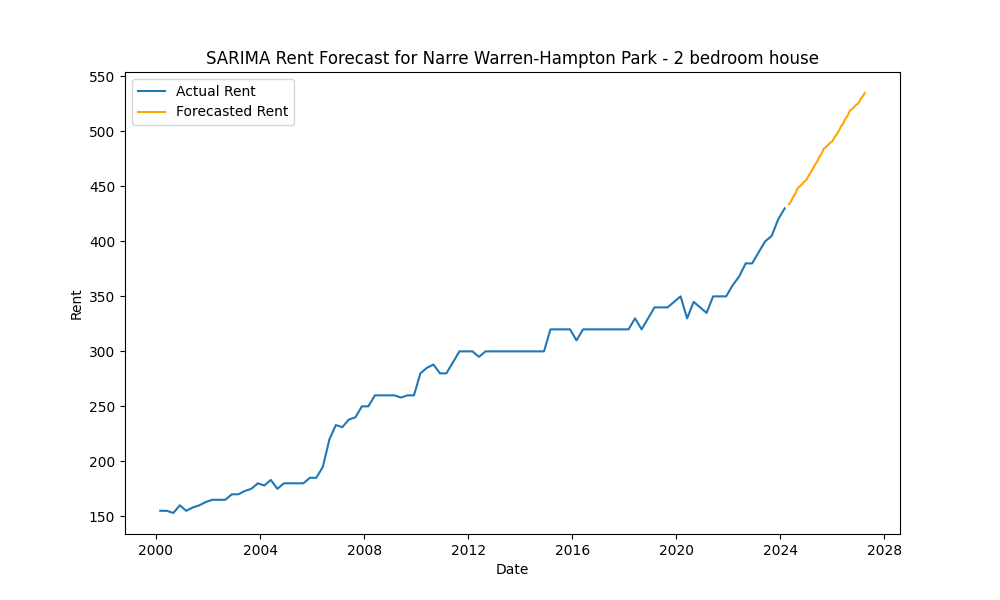 SARIMA Rent Forecast for Narre Warren-Hampton Park - 2 bedroom house
Actual Rent
Forecasted Rent
550
500
450
400
350
300
250
200
150
Rent
2000 2004 2008 2012 2016 2020 2024 2028
Date